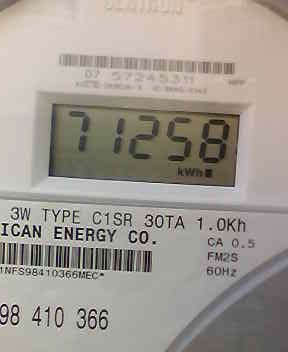 CENTRON
07 57245311
71258
kWh
3W TYPE C1SR 30TA 1.0Kh
ICAN ENERGY CO.
CA 0.5
FM2S
60Hz
1NFS98410366MEC*
98 410 366